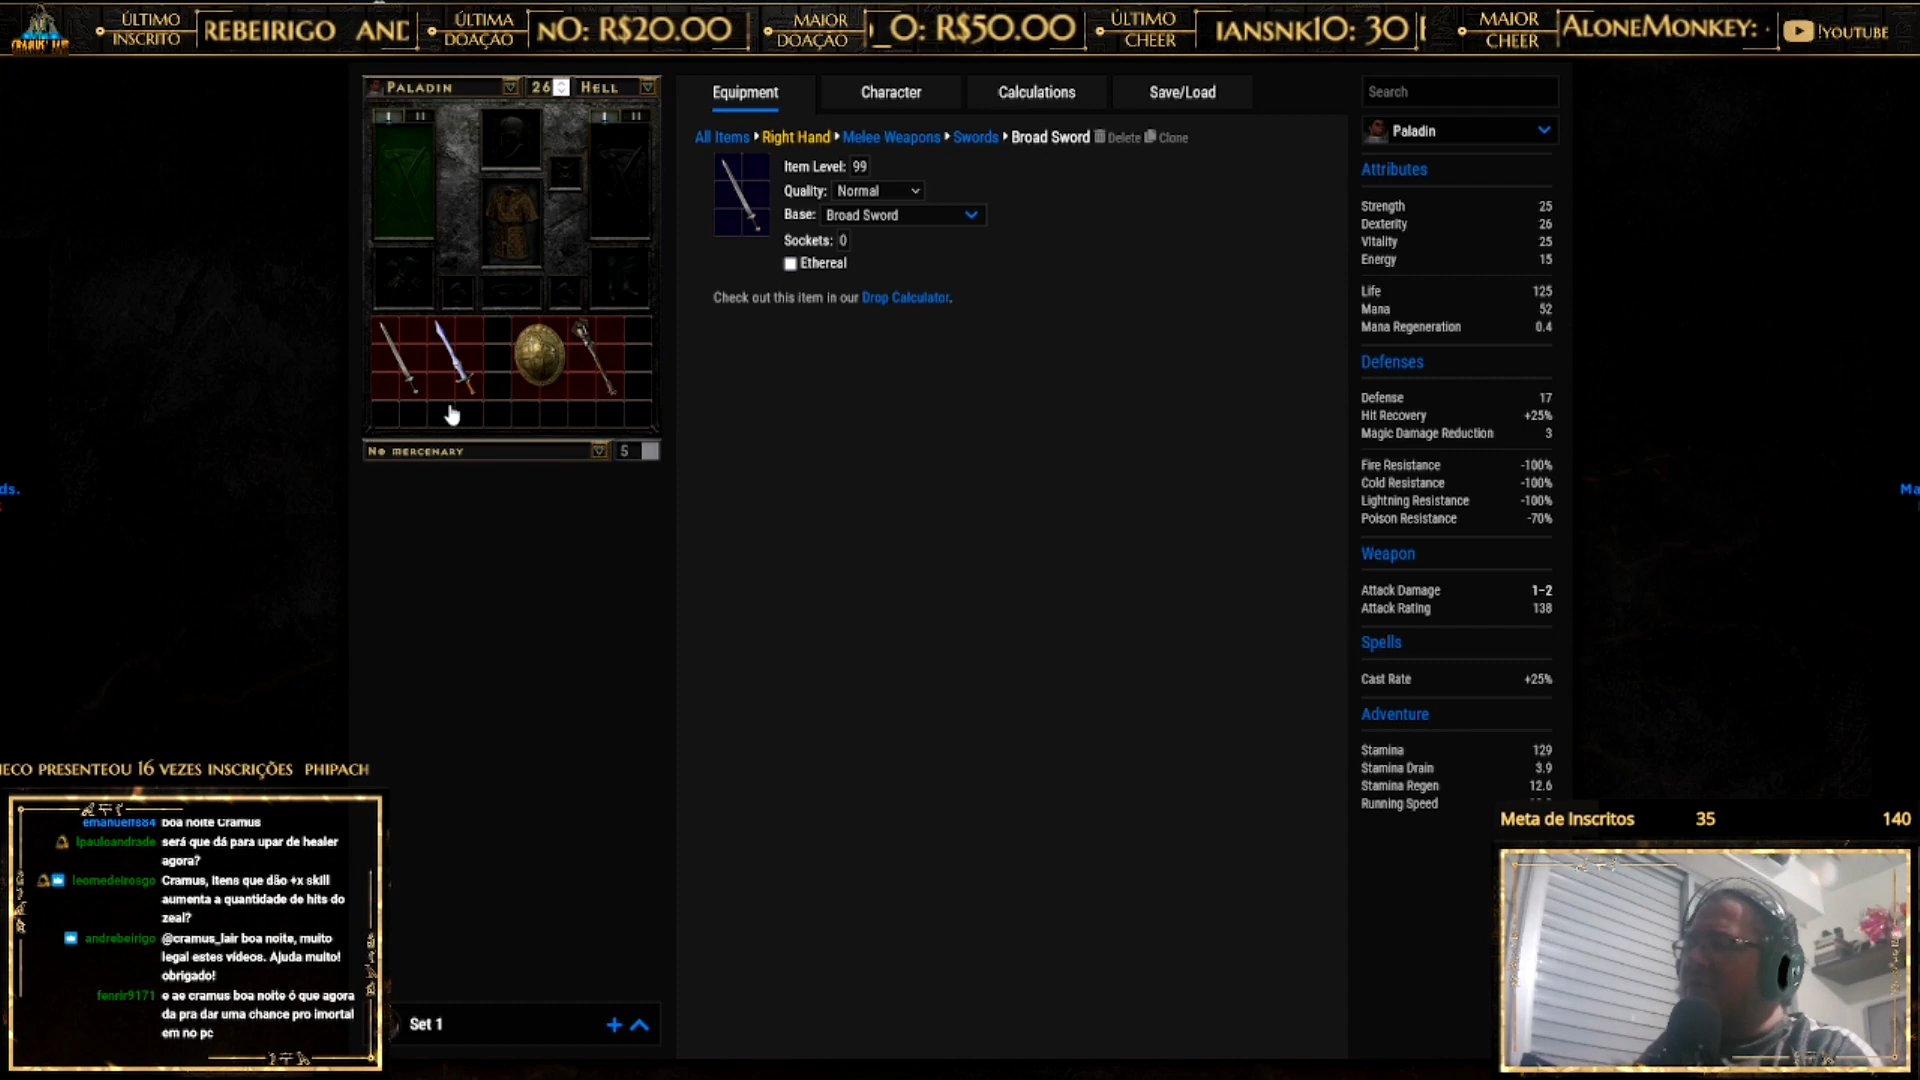 ÚLTIMO INSCRITO
REBEIRIGO AND
ÚLTIMA DOAÇÃO
NO: R$20.00
MAIOR DOAÇÃO
_O: R$50.00
ÚLTIMO CHEER
IANSNK10: 30
MAIOR CHEER
ALONEMONKEY:
!YOUTUBE
PALADIN
26
HELL
I
II
I
II
NO MERCENARY
5
Equipment
Character
Calculations
Save/Load
All Items
Right Hand
Melee Weapons
Swords
Broad Sword
Delete
Clone
Item Level: 99
Quality: Normal
Base: Broad Sword
Sockets: 0
Ethereal
Check out this item in our Drop Calculator.
Search
Paladin
Attributes
Strength 25
Dexterity 26
Vitality 25
Energy 15
Life 125
Mana 52
Mana Regeneration 0.4
Defenses
Defense 17
Hit Recovery +25%
Magic Damage Reduction 3
Fire Resistance -100%
Cold Resistance -100%
Lightning Resistance -100%
Poison Resistance -70%
Weapon
Attack Damage 1-2
Attack Rating 138
Spells
Cast Rate +25%
Adventure
Stamina 129
Stamina Drain 3.9
Stamina Regen 12.6
Running Speed
ds.
Ma
Meta de Inscritos 35 140
IECO PRESENTEOU 16 VEZES INSCRIÇÕES PHIPACH
emanuelfs84 boa noite Cramus
lpauloandrade será que dá para upar de healer
agora?
leomedeirosgo Cramus, itens que dão +x skill
aumenta a quantidade de hits do
zeal?
andrebeirigo @cramus_lair boa noite, muito
legal estes vídeos. Ajuda muito!
obrigado!
fenrir9171 e ae cramus boa noite ó que agora
da pra dar uma chance pro imortal
em no pc
Set 1